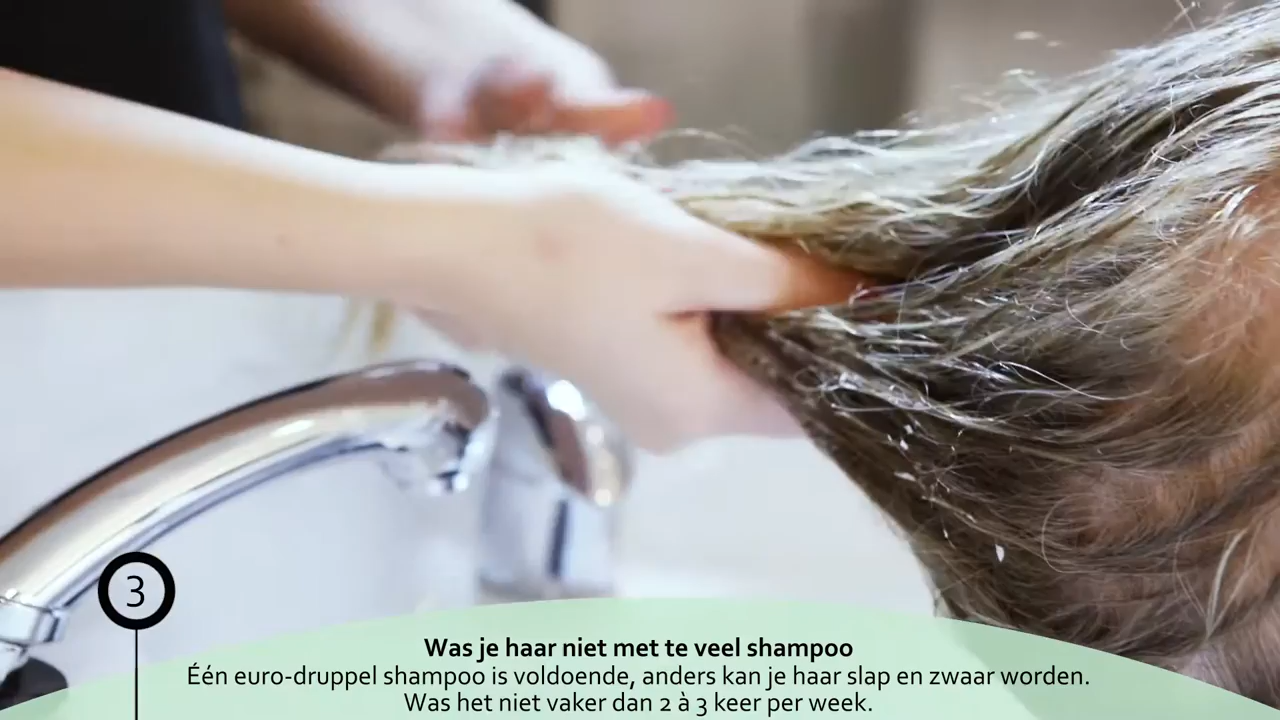 3
Was je haar niet met te veel shampoo
Één euro-druppel shampoo is voldoende, anders kan je haar slap en zwaar worden.
Was het niet vaker dan 2 à 3 keer per week.